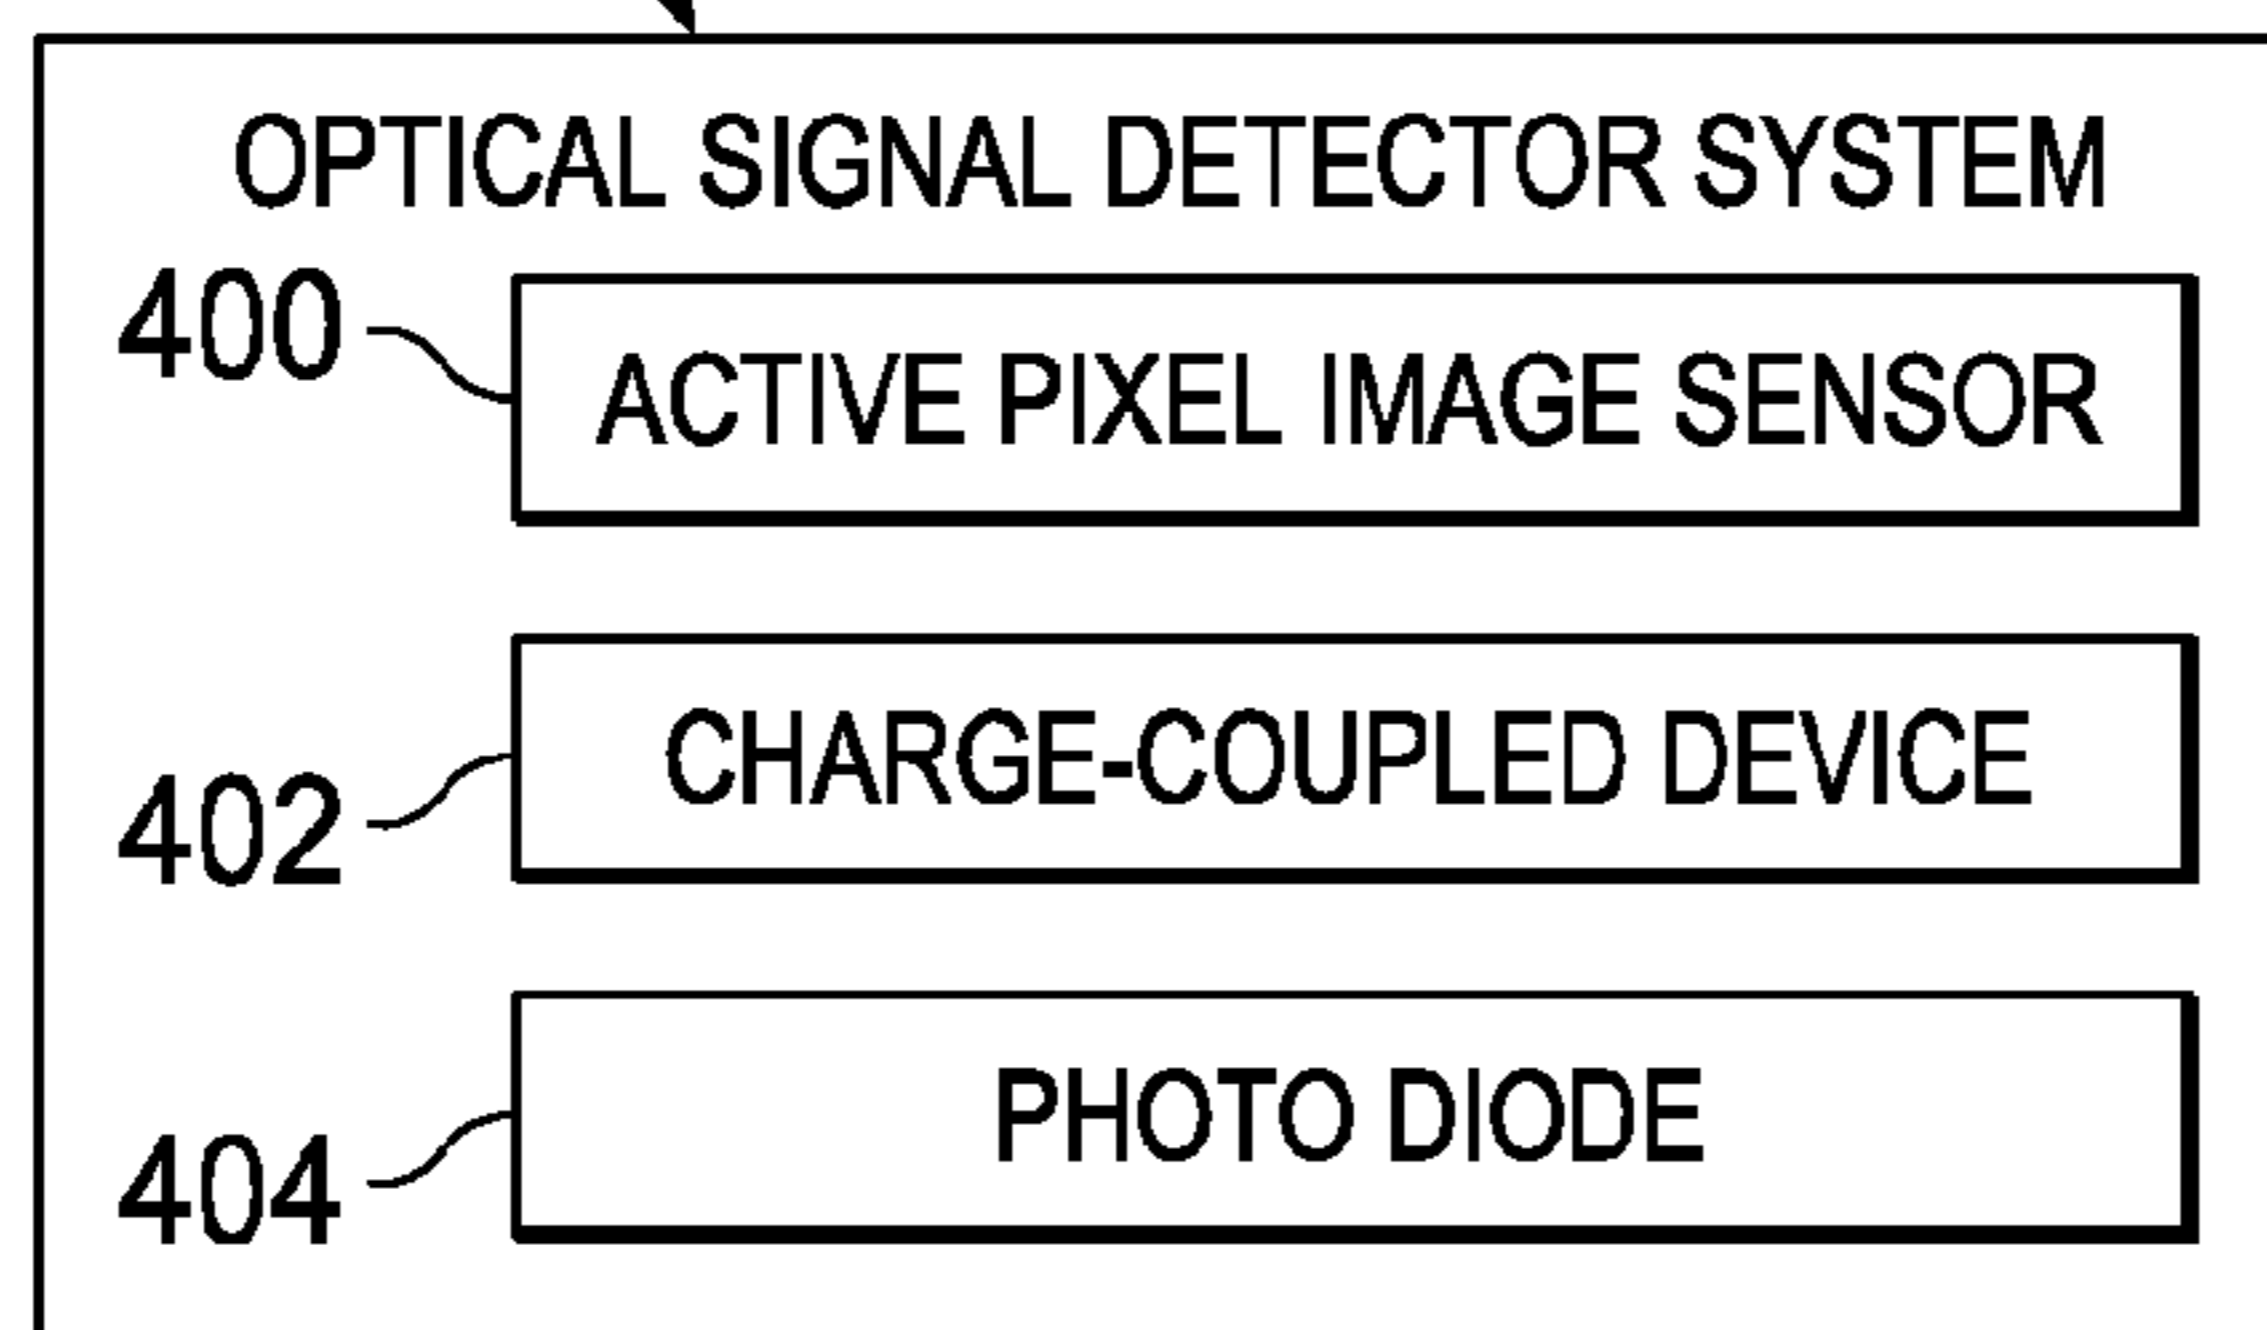 OPTICAL SIGNAL DETECTOR SYSTEM
400
ACTIVE PIXEL IMAGE SENSOR
402
CHARGE-COUPLED DEVICE
404
PHOTO DIODE